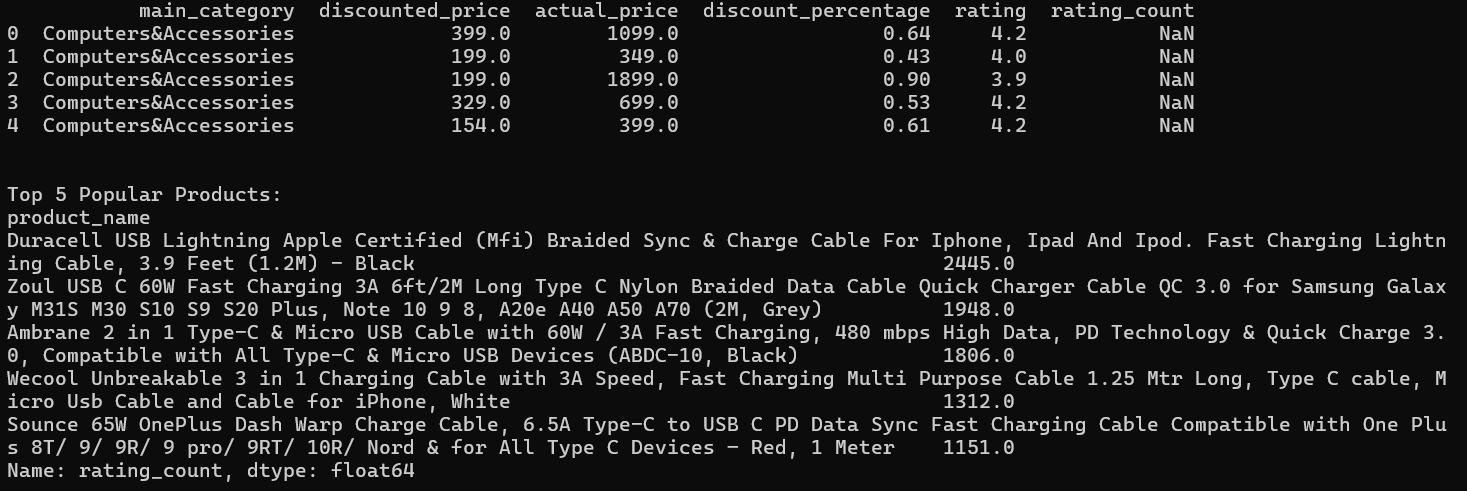 main_category discounted_price actual_price discount_percentage rating rating_count
0 Computers&Accessories 399.0 1099.0 0.64 4.2 NaN
1 Computers&Accessories 199.0 349.0 0.43 4.0 NaN
2 Computers&Accessories 199.0 1899.0 0.90 3.9 NaN
3 Computers&Accessories 329.0 699.0 0.53 4.2 NaN
4 Computers&Accessories 154.0 399.0 0.61 4.2 NaN
Top 5 Popular Products:
product_name
Duracell USB Lightning Apple Certified (Mfi) Braided Sync & Charge Cable For Iphone, Ipad And Ipod. Fast Charging Lightn
ing Cable, 3.9 Feet (1.2M) - Black 2445.0
Zoul USB C 60W Fast Charging 3A 6ft/2M Long Type C Nylon Braided Data Cable Quick Charger Cable QC 3.0 for Samsung Galax
y M31S M30 S10 S9 S20 Plus, Note 10 9 8, A20e A40 A50 A70 (2M, Grey) 1948.0
Ambrane 2 in 1 Type-C & Micro USB Cable with 60W / 3A Fast Charging, 480 mbps High Data, PD Technology & Quick Charge 3.
0, Compatible with All Type-C & Micro USB Devices (ABDC-10, Black) 1806.0
Wecool Unbreakable 3 in 1 Charging Cable with 3A Speed, Fast Charging Multi Purpose Cable 1.25 Mtr Long, Type C cable, M
icro Usb Cable and Cable for iPhone, White 1312.0
Sounce 65W OnePlus Dash Warp Charge Cable, 6.5A Type-C to USB C PD Data Sync Fast Charging Cable Compatible with One Plu
s 8T/ 9/ 9R/ 9 pro/ 9RT/ 10R/ Nord & for All Type C Devices – Red, 1 Meter 1151.0
Name: rating_count, dtype: float64